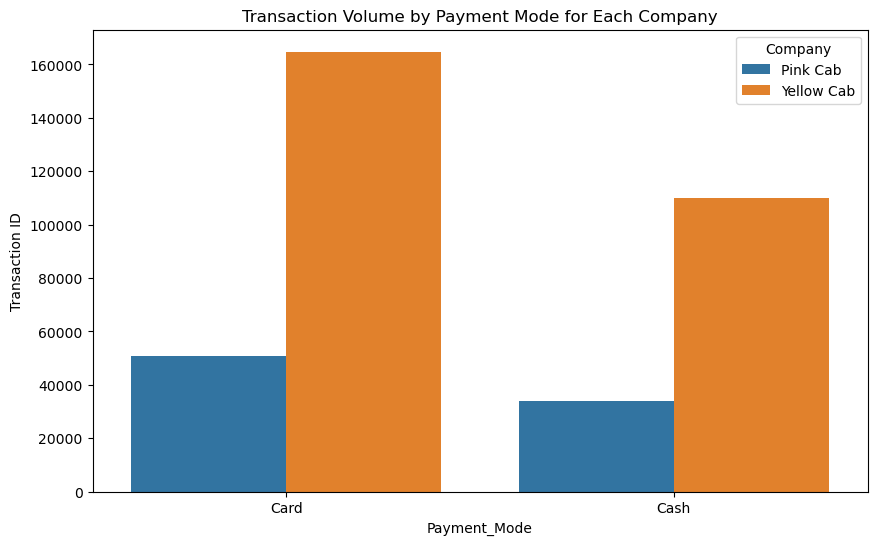 Transaction Volume by Payment Mode for Each Company
Company
Pink Cab
Yellow Cab
Transaction ID
160000
140000
120000
100000
80000
60000
40000
20000
0
Card
Cash
Payment_Mode